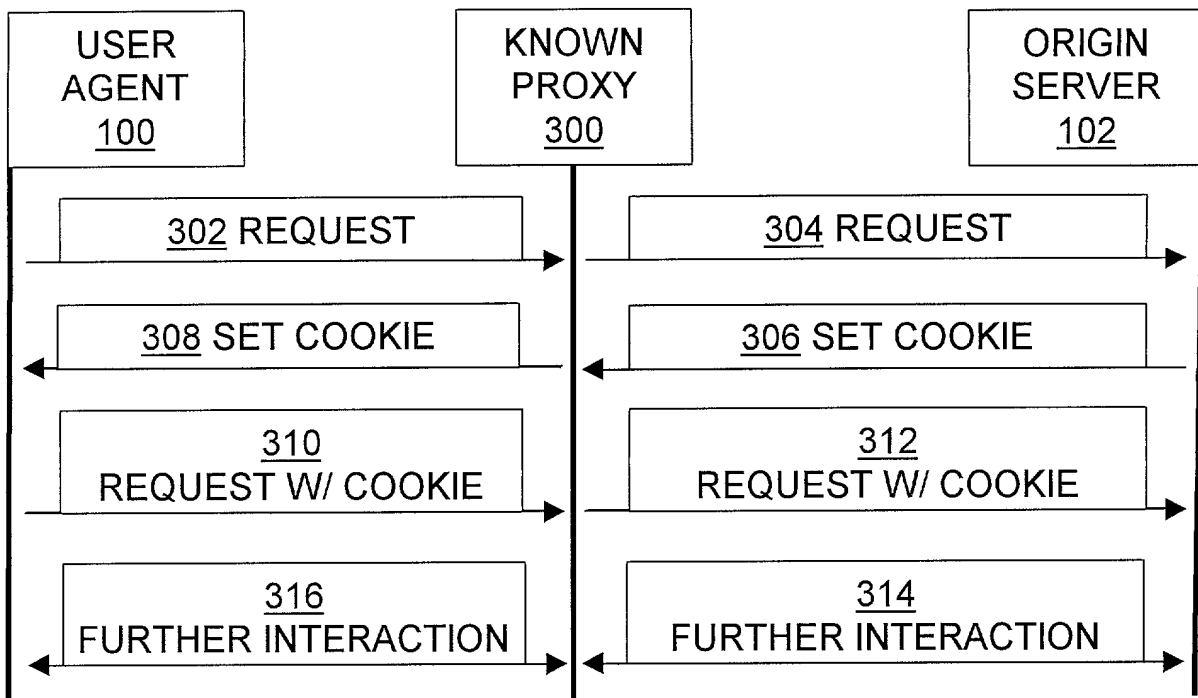 USER
AGENT
100
KNOWN
PROXY
300
ORIGIN
SERVER
102
302 REQUEST
304 REQUEST
308 SET COOKIE
306 SET COOKIE
310
REQUEST W/ COOKIE
312
REQUEST W/ COOKIE
316
FURTHER INTERACTION
314
FURTHER INTERACTION